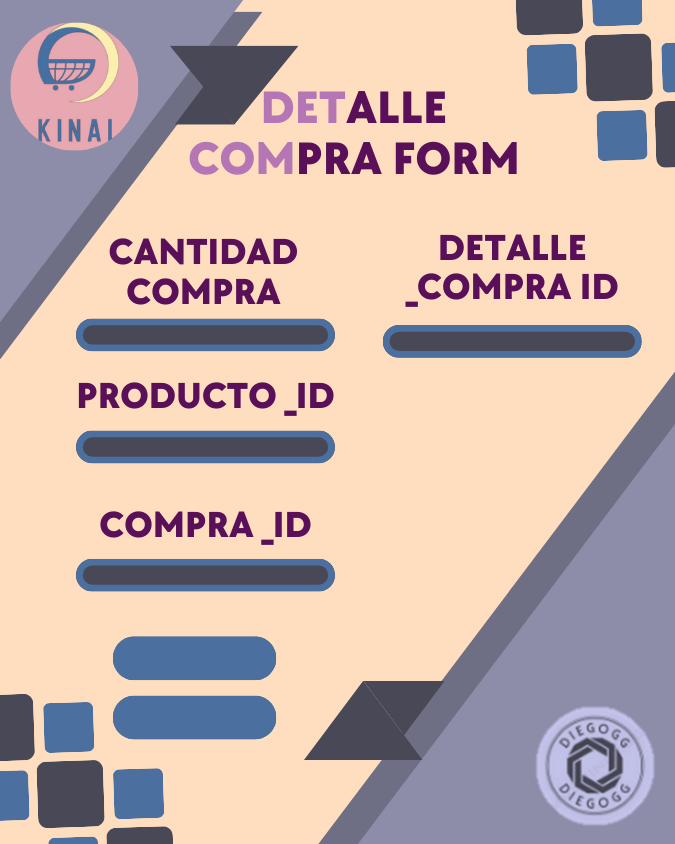 KINAI
DETALLE
COMPRA FORM
CANTIDAD
COMPRA
DETALLE
_COMPRA ID
PRODUCTO _ID
COMPRA _ID
DIEGOGG
DIEGOGG